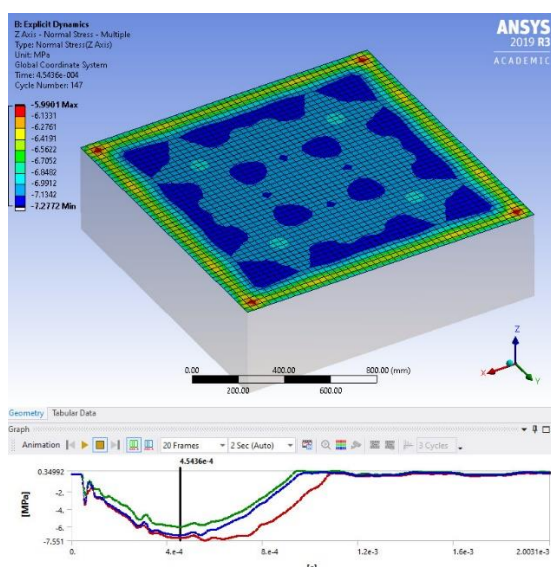 B: Explicit Dynamics
Z Axis - Normal Stress - Multiple
Type: Normal Stress(Z Axis)
Unit: MPa
Global Coordinate System
Time: 4.5436e-004
Cycle Number: 147
ANSYS
2019 R3
ACADEMIC
-5.9901 Max
-6.1331
-6.2761
-6.4191
-6.5622
-6.7052
-6.8482
-6.9912
-7.1342
-7.2772 Min
0.00 400.00 800.00 (mm)
200.00 600.00
Z
X
Y
Geometry Tabular Data
Graph
Animation 20 Frames 2 Sec (Auto) 3 Cycles
4.5436e-4
0.34992
-2.
-4.
-6.
-7.551
[MPa]
0. 4.e-4 8.e-4 1.2e-3 1.6e-3 2.0031e-3